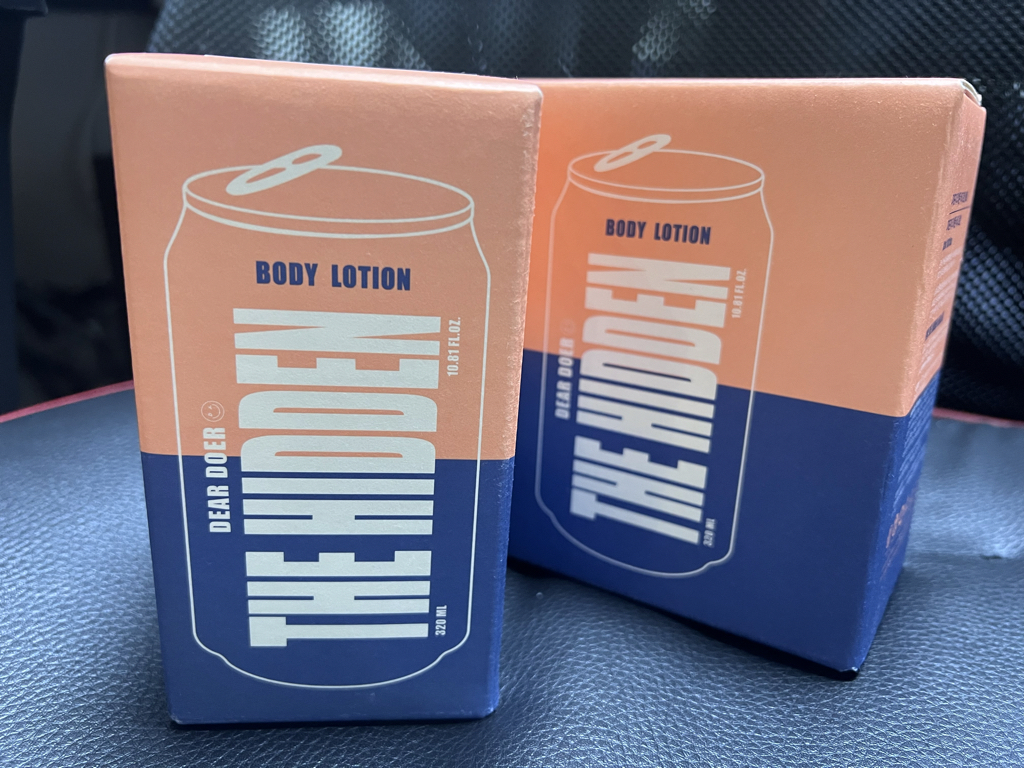 BODY LOTION
DEAR DOER
THE HIDDEN
10.81 FL.OZ.
320 ML
BODY LOTION
DEAR DOER
THE HIDDEN
10.81 FL.OZ.
320 ML